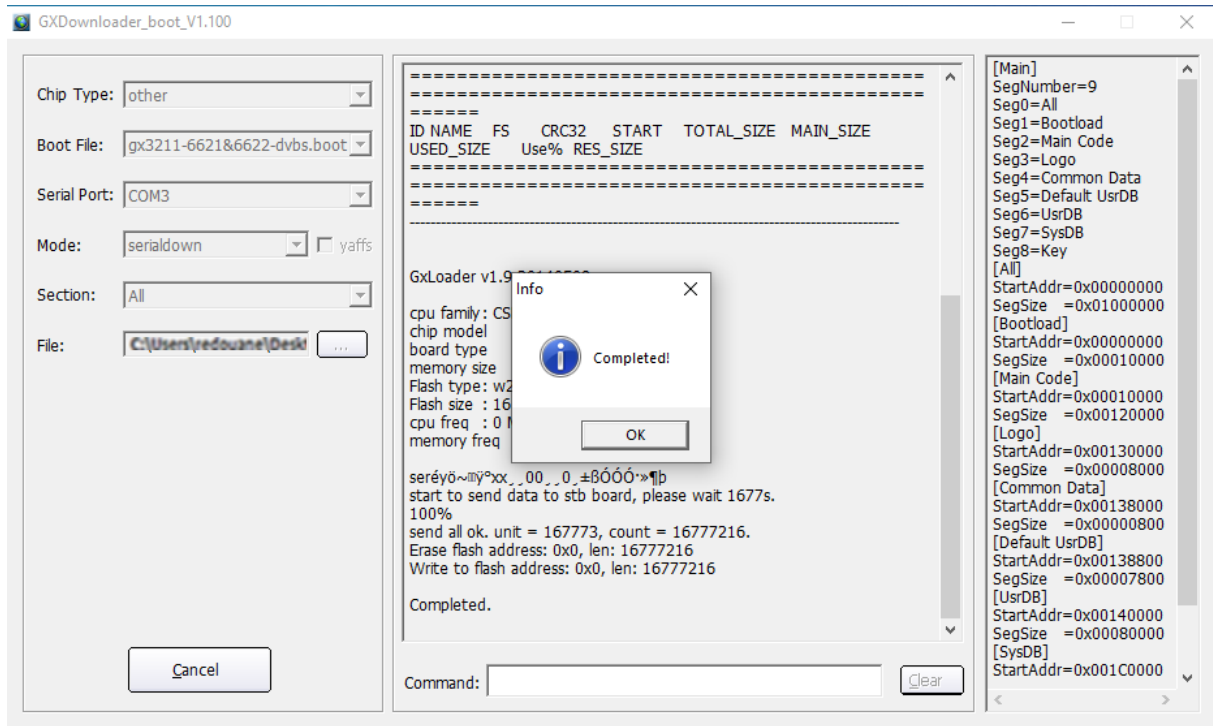 GXDownloader_boot_V1.100
Chip Type: other
Boot File: gx3211-6621&6622-dvbs.boot
Serial Port: COM3
Mode: serialdown yaffs
Section: All
File: C:\Users\redouane\Desk ...
Cancel
============================================
============================================
======
ID NAME FS CRC32 START TOTAL_SIZE MAIN_SIZE
USED_SIZE Use% RES_SIZE
============================================
============================================
======
--------------------------------------------------------------------------------------------
GxLoader v1.9
cpu family : CS
chip model
board type
memory size
Flash type : w2
Flash size : 16
cpu freq : 0
memory freq
start to send data to stb board, please wait 1677s.
100%
send all ok. unit = 167773, count = 16777216.
Erase flash address: 0x0, len: 16777216
Write to flash address: 0x0, len: 16777216
Completed.
Info
Completed!
OK
Command:
Clear
[Main]
SegNumber=9
Seg0=All
Seg1=Bootload
Seg2=Main Code
Seg3=Logo
Seg4=Common Data
Seg5=Default UsrDB
Seg6=UsrDB
Seg7=SysDB
Seg8=Key
[All]
StartAddr=0x00000000
SegSize =0x01000000
[Bootload]
StartAddr=0x00000000
SegSize =0x00010000
[Main Code]
StartAddr=0x00010000
SegSize =0x00120000
[Logo]
StartAddr=0x00130000
SegSize =0x00008000
[Common Data]
StartAddr=0x00138000
SegSize =0x00000800
[Default UsrDB]
StartAddr=0x00138800
SegSize =0x00007800
[UsrDB]
StartAddr=0x00140000
SegSize =0x00080000
[SysDB]
StartAddr=0x001C0000